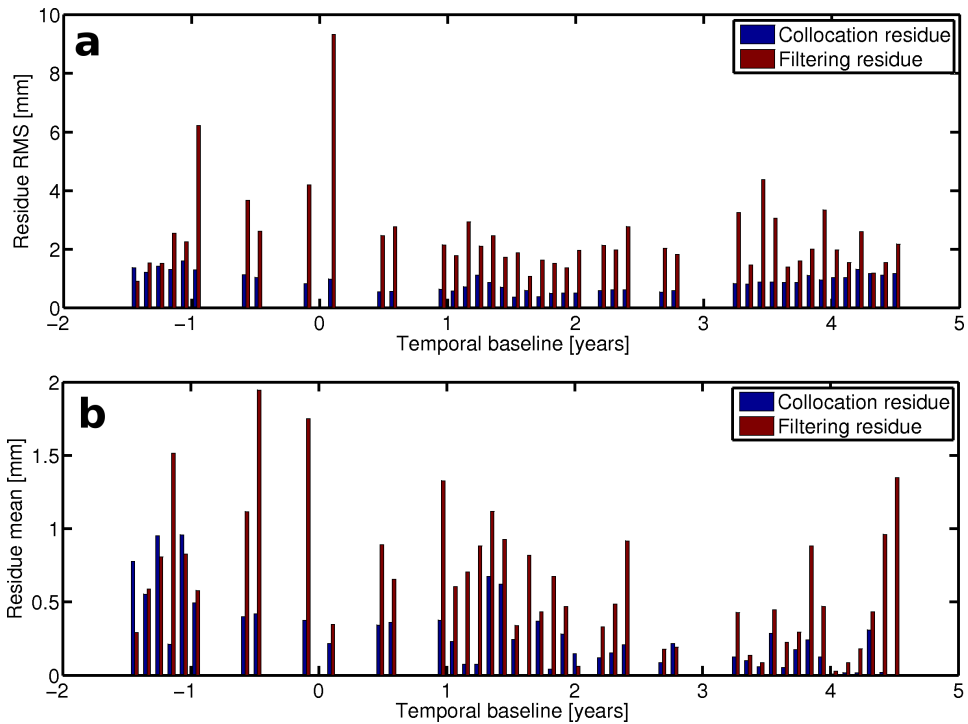 a
Collocation residue
Filtering residue
Residue RMS [mm]
10
8
6
4
2
0
−2
−1
0
1
2
3
4
5
Temporal baseline [years]
b
Collocation residue
Filtering residue
Residue mean [mm]
2
1.5
1
0.5
0
−2
−1
0
1
2
3
4
5
Temporal baseline [years]